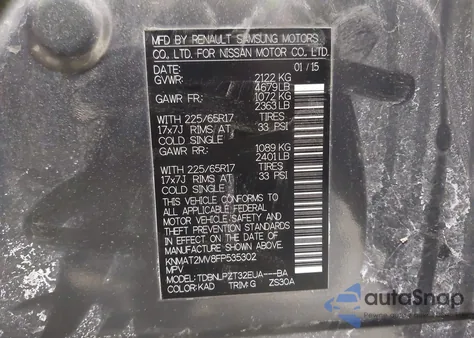 MFD BY RENAULT SAMSUNG MOTORS
CO., LTD. FOR NISSAN MOTOR CO., LTD.
DATE: 01/15
GVWR: 2122 KG
4679LB
GAWR FR: 1072 KG
2363LB
WITH 225/65R17 TIRES
17x7J RIMS AT 33 PSI
COLD SINGLE
GAWR RR: 1089 KG
2401LB
WITH 225/65R17 TIRES
17x7J RIMS AT 33 PSI
COLD SINGLE
THIS VEHICLE CONFORMS TO
ALL APPLICABLE FEDERAL
MOTOR VEHICLE SAFETY AND
THEFT PREVENTION STANDARDS
IN EFFECT ON THE DATE OF
MANUFACTURE SHOWN ABOVE
KNMAT2MV8FP535302
MPV
MODEL: TDBNLPZT32EUA---BA
COLOR: KAD TRIM: G ZS30A
autoSnap